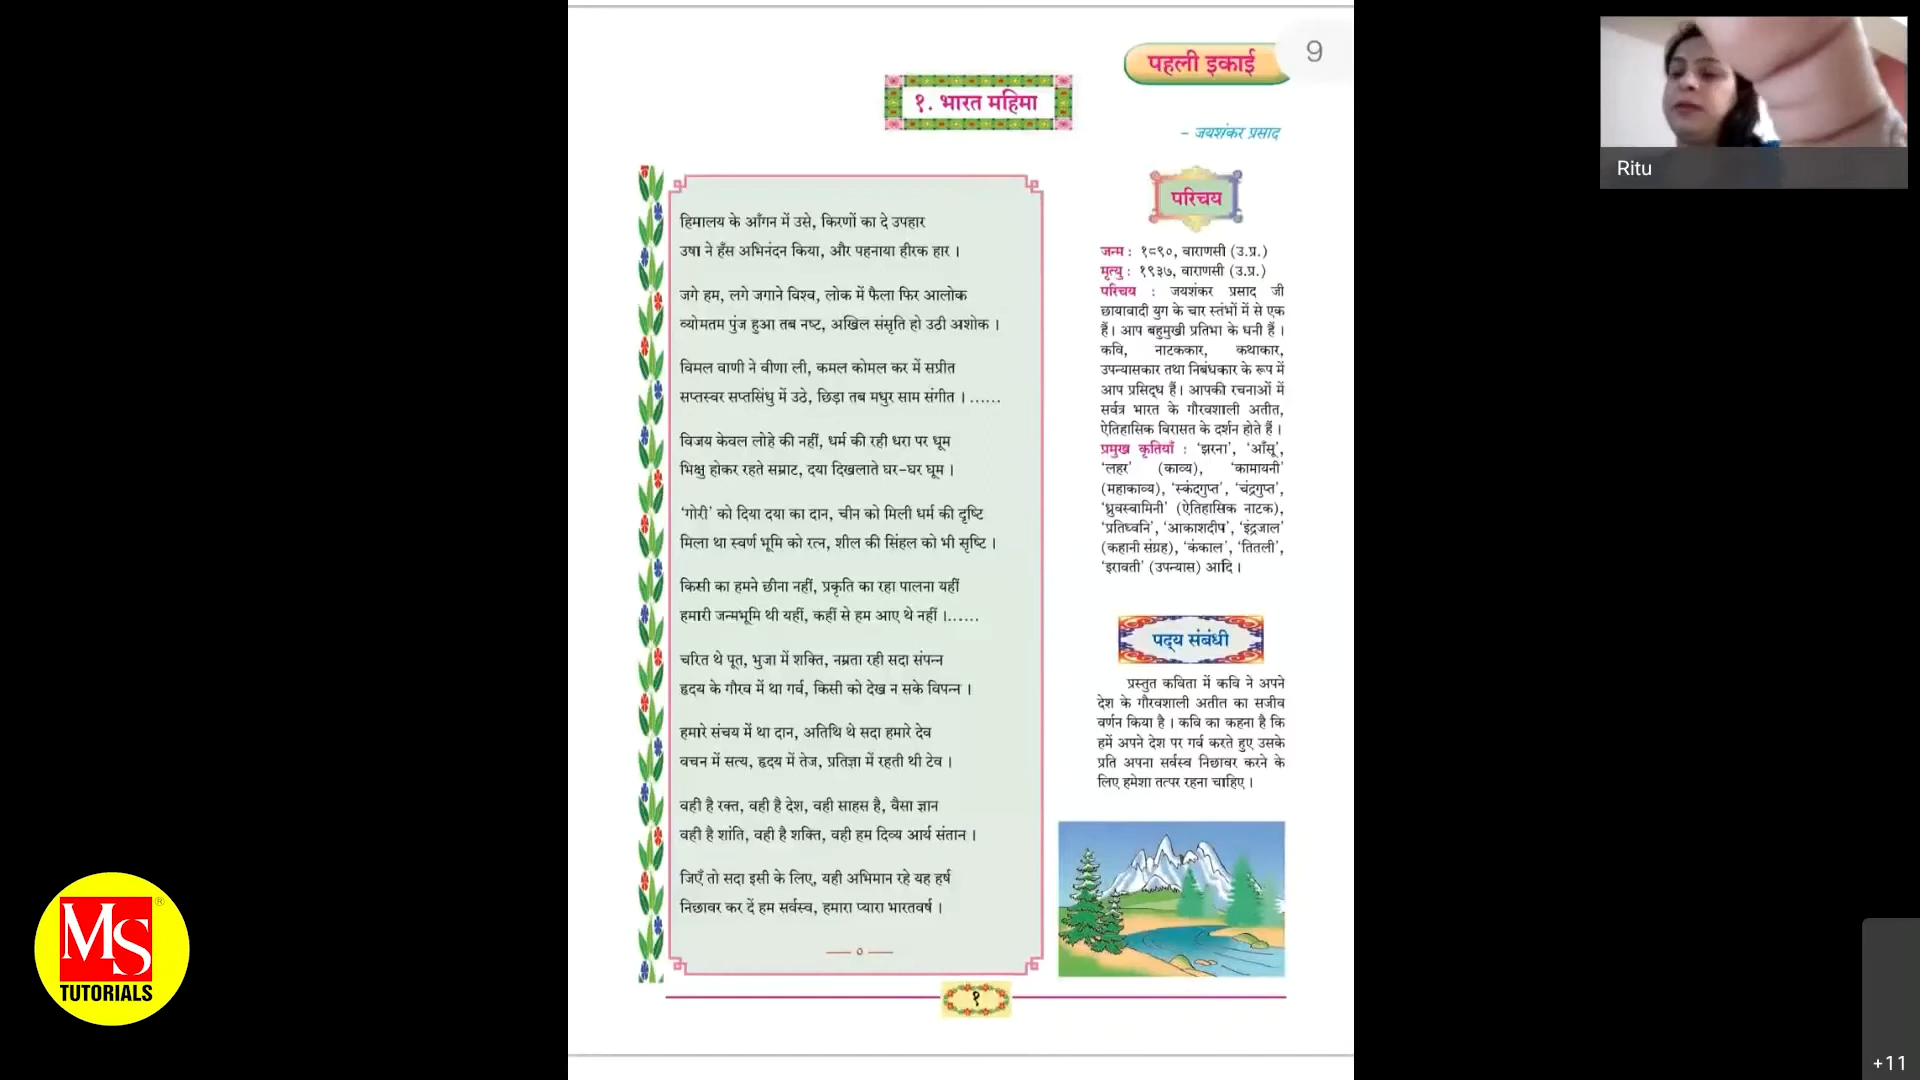 9
पहली इकाई
१. भारत महिमा
– जयशंकर प्रसाद
हिमालय के आँगन में उसे, किरणों का दे उपहार
उषा ने हँस अभिनंदन किया, और पहनाया हीरक हार ।
जगे हम, लगे जगाने विश्व, लोक में फैला फिर आलोक
व्योमतम पुंज हुआ तब नष्ट, अखिल संसृति हो उठी अशोक ।
विमल वाणी ने वीणा ली, कमल कोमल कर में सप्रीत
सप्तस्वर सप्तसिंधु में उठे, छिड़ा तब मधुर साम संगीत । ......
विजय केवल लोहे की नहीं, धर्म की रही धरा पर धूम
भिक्षु होकर रहते सम्राट, दया दिखलाते घर-घर घूम ।
‘गोरी’ को दिया दया का दान, चीन को मिली धर्म की दृष्टि
मिला था स्वर्ण भूमि को रत्न, शील की सिंहल को भी सृष्टि ।
किसी का हमने छीना नहीं, प्रकृति का रहा पालना यहीं
हमारी जन्मभूमि थी यहीं, कहीं से हम आए थे नहीं ।......
चरित थे पूत, भुजा में शक्ति, नम्रता रही सदा संपन्न
हृदय के गौरव में था गर्व, किसी को देख न सके विपन्न ।
हमारे संचय में था दान, अतिथि थे सदा हमारे देव
वचन में सत्य, हृदय में तेज, प्रतिज्ञा में रहती थी टेव ।
वही है रक्त, वही है देश, वही साहस है, वैसा ज्ञान
वही है शांति, वही है शक्ति, वही हम दिव्य आर्य संतान ।
जिएँ तो सदा इसी के लिए, यही अभिमान रहे यह हर्ष
निछावर कर दें हम सर्वस्व, हमारा प्यारा भारतवर्ष ।
— ० —
परिचय
जन्म : १८९०, वाराणसी (उ.प्र.)
मृत्यु : १९३७, वाराणसी (उ.प्र.)
परिचय : जयशंकर प्रसाद जी
छायावादी युग के चार स्तंभों में से एक
हैं । आप बहुमुखी प्रतिभा के धनी हैं ।
कवि, नाटककार, कथाकार,
उपन्यासकार तथा निबंधकार के रूप में
आप प्रसिद्ध हैं । आपकी रचनाओं में
सर्वत्र भारत के गौरवशाली अतीत,
ऐतिहासिक विरासत के दर्शन होते हैं ।
प्रमुख कृतियाँ : ‘झरना’, ‘आँसू’,
‘लहर’ (काव्य), ‘कामायनी’
(महाकाव्य), ‘स्कंदगुप्त’, ‘चंद्रगुप्त’,
‘ध्रुवस्वामिनी’ (ऐतिहासिक नाटक),
‘प्रतिध्वनि’, ‘आकाशदीप’, ‘इंद्रजाल’
(कहानी संग्रह), ‘कंकाल’, ‘तितली’,
‘इरावती’ (उपन्यास) आदि ।
पद्य संबंधी
प्रस्तुत कविता में कवि ने अपने
देश के गौरवशाली अतीत का सजीव
वर्णन किया है । कवि का कहना है कि
हमें अपने देश पर गर्व करते हुए उसके
प्रति अपना सर्वस्व निछावर करने के
लिए हमेशा तत्पर रहना चाहिए ।
१
Ritu
MS
®
TUTORIALS
+11